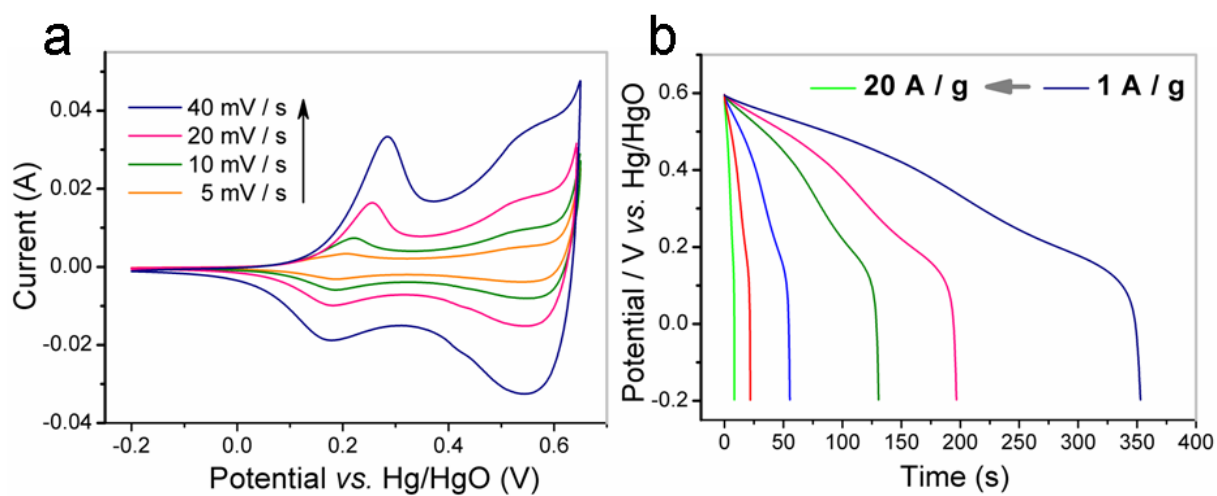 a
40 mV / s
20 mV / s
10 mV / s
5 mV / s
0.04
0.02
0.00
-0.02
-0.04
Current (A)
-0.2 0.0 0.2 0.4 0.6
Potential vs. Hg/HgO (V)
b
20 A / g 1 A / g
0.6
0.4
0.2
0.0
-0.2
Potential / V vs. Hg/HgO
0 50 100 150 200 250 300 350 400
Time (s)